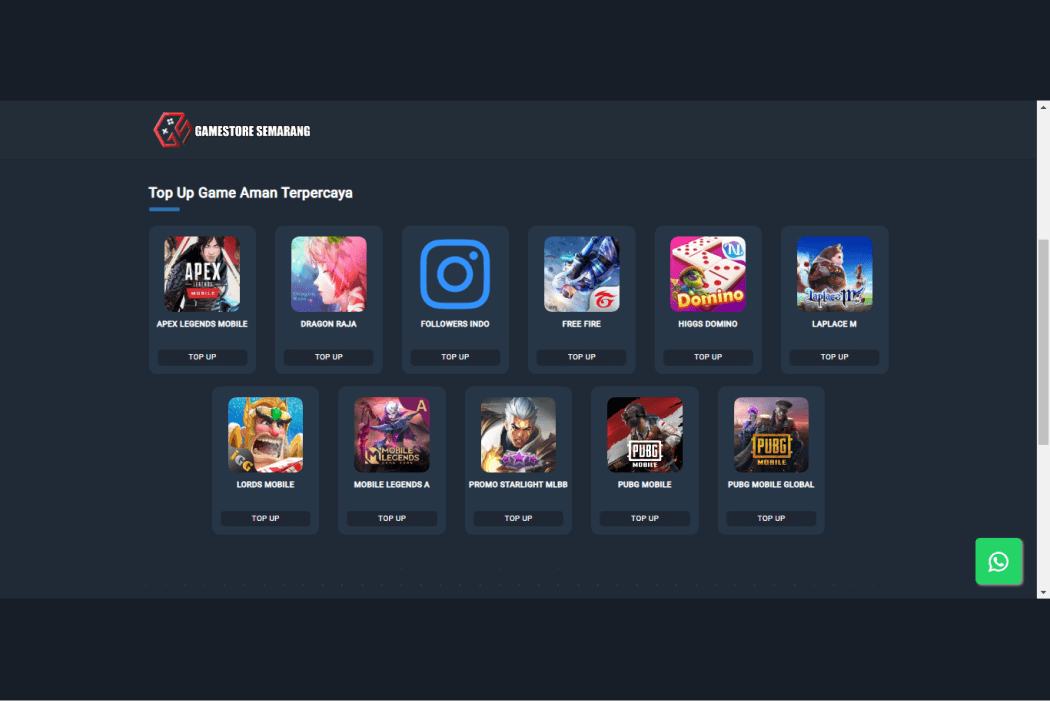 GAMESTORE SEMARANG
Top Up Game Aman Terpercaya
APEX
LEGENDS
MOBILE
Domino
Laplace M
APEX LEGENDS MOBILE
DRAGON RAJA
FOLLOWERS INDO
FREE FIRE
HIGGS DOMINO
LAPLACE M
TOP UP
TOP UP
TOP UP
TOP UP
TOP UP
TOP UP
IGG
A
MOBILE
LEGENDS
PUBG
MOBILE
PUBG
MOBILE
LORDS MOBILE
MOBILE LEGENDS A
PROMO STARLIGHT MLBB
PUBG MOBILE
PUBG MOBILE GLOBAL
TOP UP
TOP UP
TOP UP
TOP UP
TOP UP